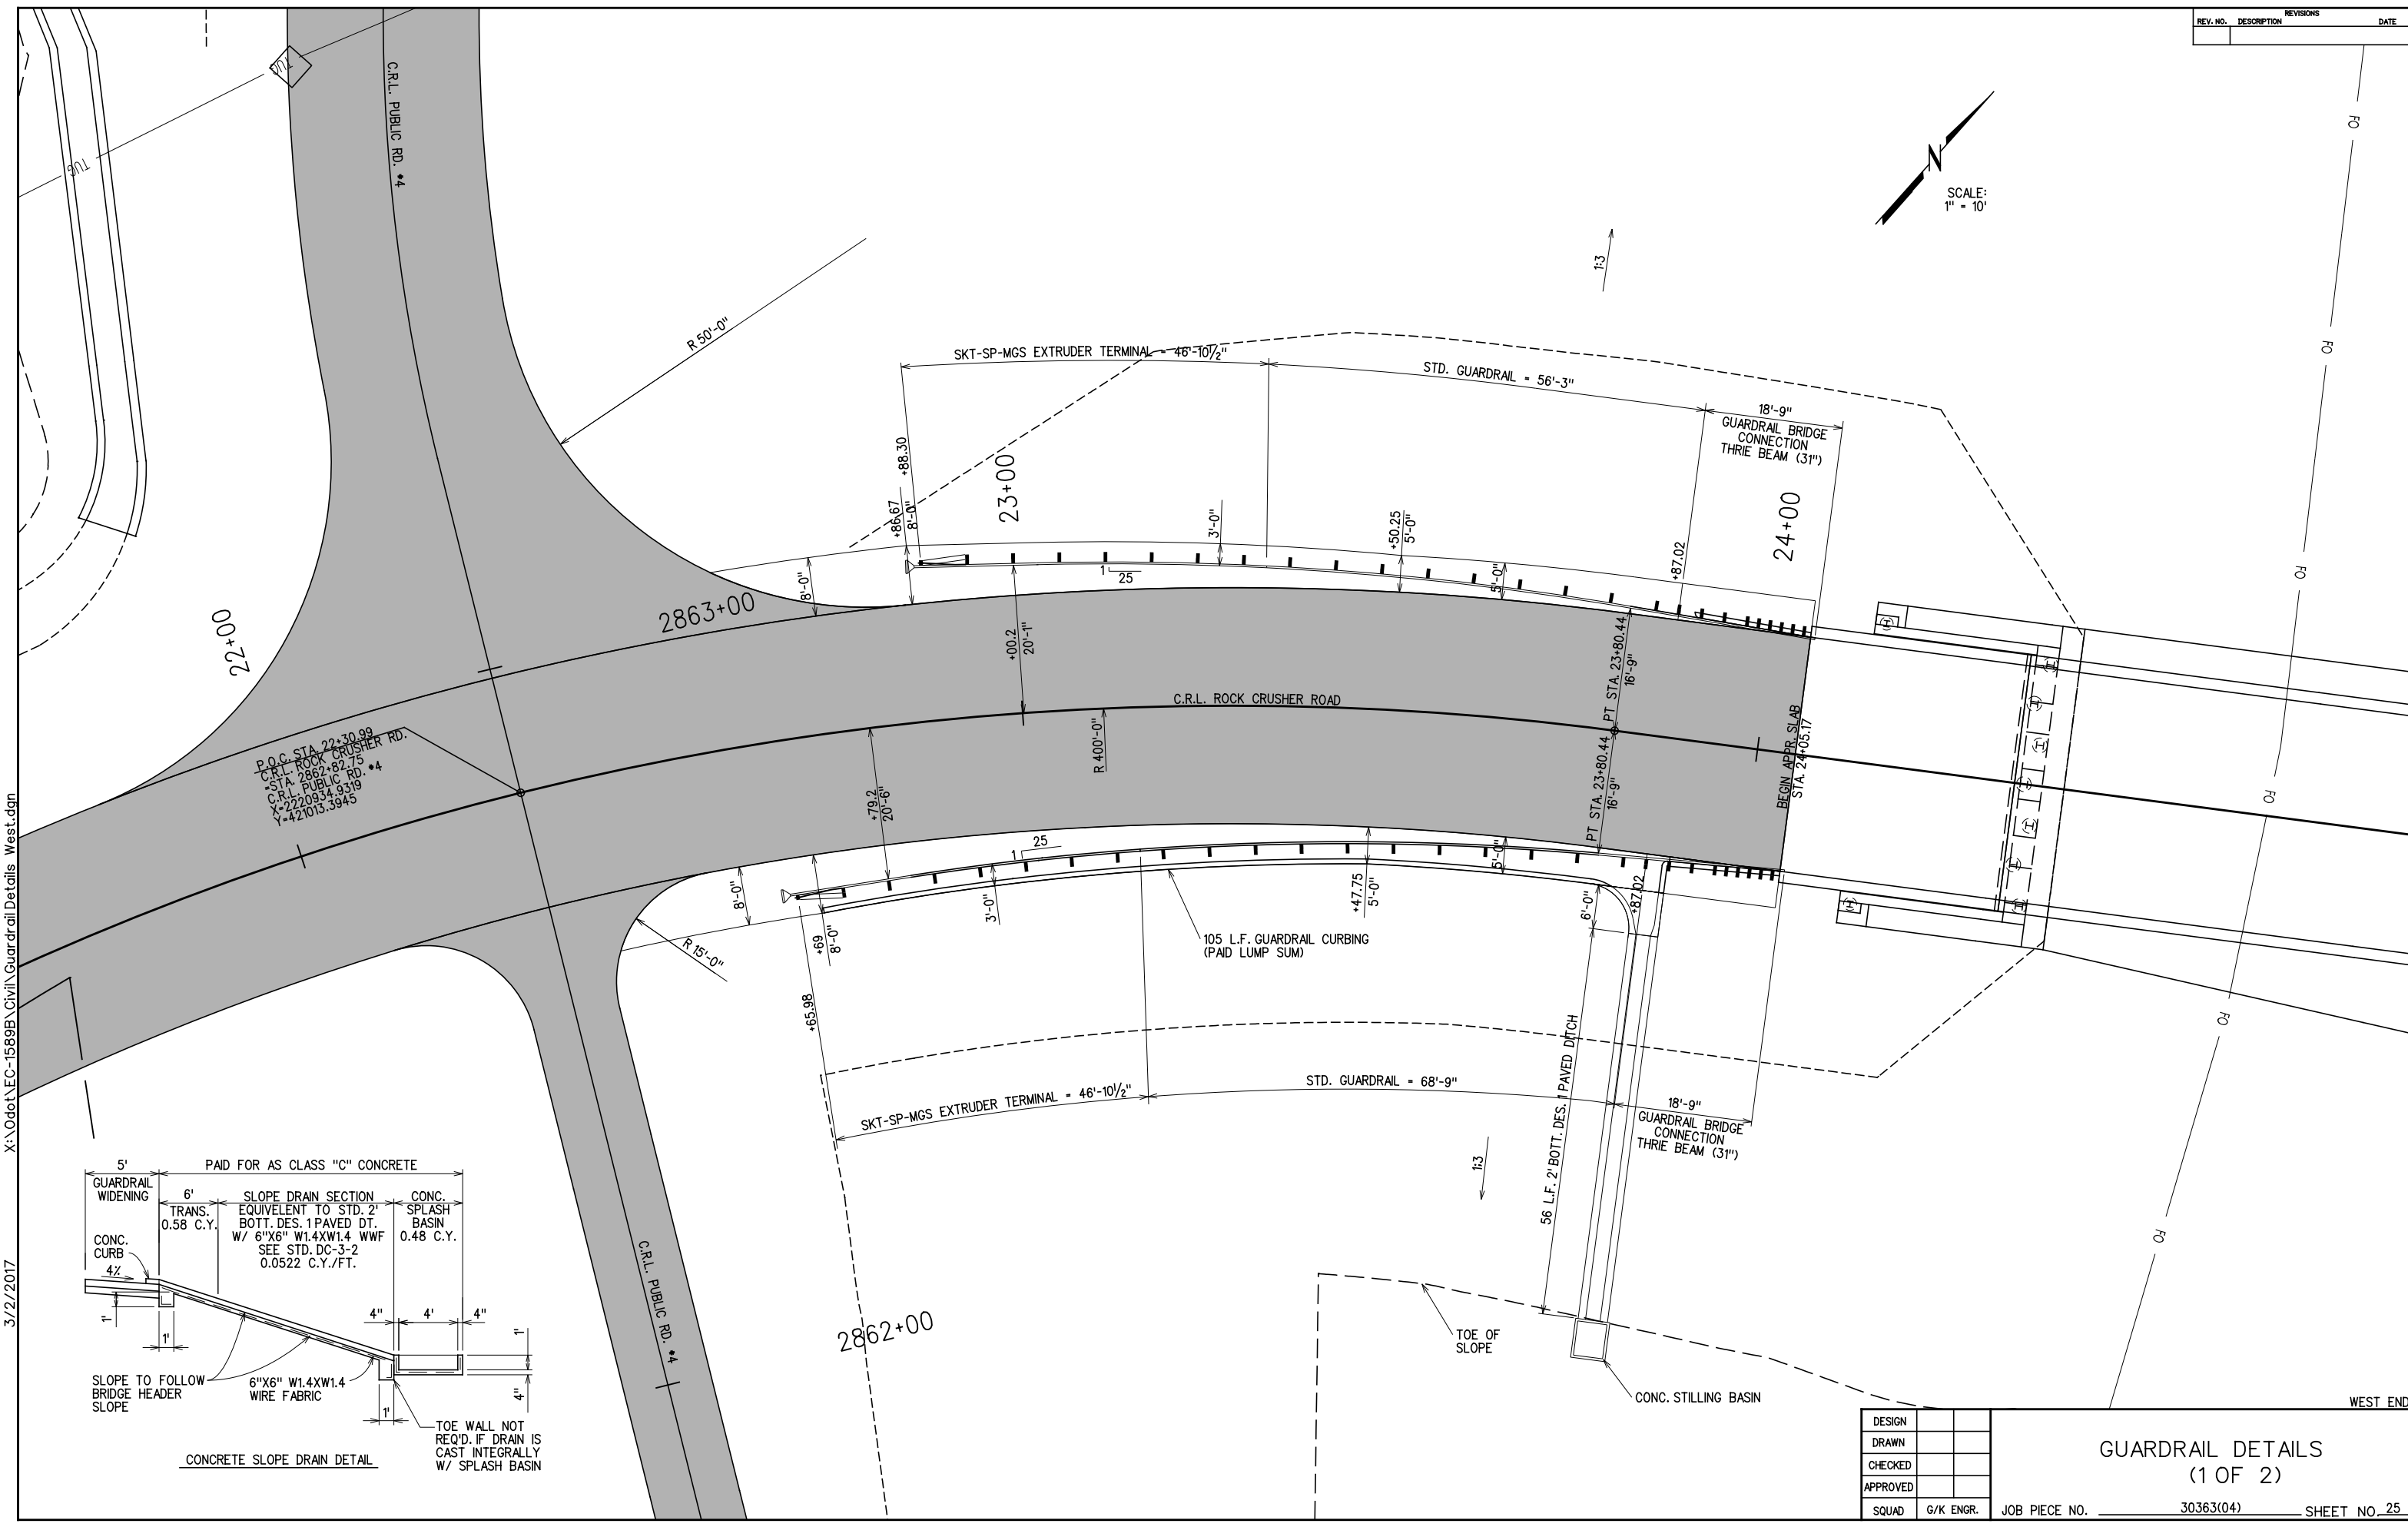 REVISIONS
REV. NO. DESCRIPTION DATE
N
SCALE:
1" = 10'
TUG
TUG
C.R.L. PUBLIC RD. #4
R 50'-0"
1:3
FO
FO
FO
FO
FO
FO
SKT-SP-MGS EXTRUDER TERMINAL = 46'-10½"
STD. GUARDRAIL = 56'-3"
18'-9"
GUARDRAIL BRIDGE
CONNECTION
THRIE BEAM (31")
+88.30
+86.67
8'-0"
23+00
3'-0"
+50.25
5'-0"
5'-0"
+87.02
24+00
1
25
8'-0"
2863+00
22+00
+00.2
20'-1"
C.R.L. ROCK CRUSHER ROAD
PT STA. 23+80.44
16'-9"
PT STA. 23+80.44
16'-9"
BEGIN APPR. SLAB
STA. 24+05.17
R 400'-0"
+79.2
20'-6"
P.O.C. STA. 22+30.99
C.R.L. ROCK CRUSHER RD.
=STA. 2862+82.75
C.R.L. PUBLIC RD. #4
X=2220934.9319
Y=421013.3945
1
25
8'-0"
3'-0"
+69
8'-0"
R 15'-0"
+65.98
+47.75
5'-0"
5'-0"
6'-0"
+87.02
105 L.F. GUARDRAIL CURBING
(PAID LUMP SUM)
SKT-SP-MGS EXTRUDER TERMINAL = 46'-10½"
STD. GUARDRAIL = 68'-9"
18'-9"
GUARDRAIL BRIDGE
CONNECTION
THRIE BEAM (31")
56 L.F. 2' BOTT. DES. 1 PAVED DITCH
1:3
2862+00
C.R.L. PUBLIC RD. #4
TOE OF
SLOPE
CONC. STILLING BASIN
5'
PAID FOR AS CLASS "C" CONCRETE
GUARDRAIL
WIDENING
6'
TRANS.
0.58 C.Y.
SLOPE DRAIN SECTION
EQUIVELENT TO STD. 2'
BOTT. DES. 1 PAVED DT.
W/ 6"X6" W1.4XW1.4 WWF
SEE STD. DC-3-2
0.0522 C.Y./FT.
CONC.
SPLASH
BASIN
0.48 C.Y.
CONC.
CURB
4%
1'
1'
4"
4'
4"
1'
4"
1'
SLOPE TO FOLLOW
BRIDGE HEADER
SLOPE
6"X6" W1.4XW1.4
WIRE FABRIC
TOE WALL NOT
REQ'D. IF DRAIN IS
CAST INTEGRALLY
W/ SPLASH BASIN
CONCRETE SLOPE DRAIN DETAIL
X:\Odot\EC-1589B\Civil\Guardrail Details West.dgn
3/2/2017
WEST END
DESIGN
DRAWN
CHECKED
APPROVED
SQUAD G/K ENGR.
GUARDRAIL DETAILS
(1 OF 2)
JOB PIECE NO. 30363(04) SHEET NO. 25